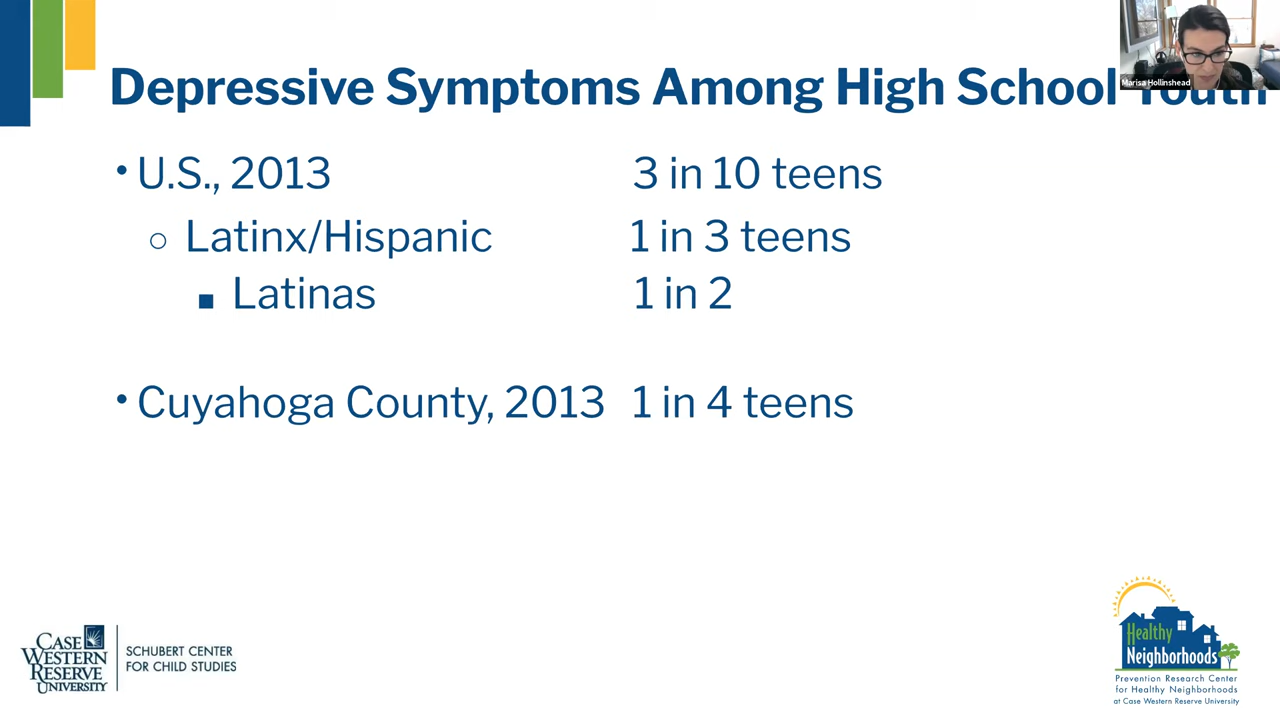 Depressive Symptoms Among High School Youth
Marisa Hollinshead
• U.S., 2013 3 in 10 teens
○ Latinx/Hispanic 1 in 3 teens
■ Latinas 1 in 2
• Cuyahoga County, 2013 1 in 4 teens
CASE
WESTERN
RESERVE
UNIVERSITY
SCHUBERT CENTER
FOR CHILD STUDIES
Healthy
Neighborhoods
Prevention Research Center
for Healthy Neighborhoods
at Case Western Reserve University